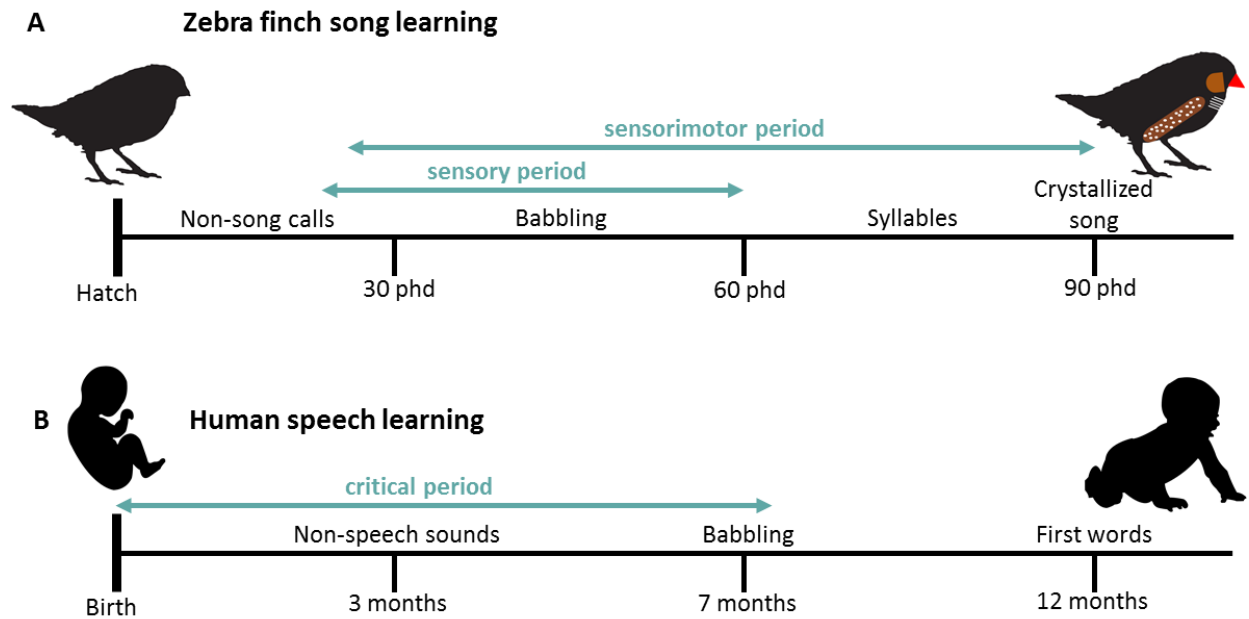 A
Zebra finch song learning
sensorimotor period
sensory period
Non-song calls
Babbling
Syllables
Crystallized
song
Hatch
30 phd
60 phd
90 phd
B
Human speech learning
critical period
Non-speech sounds
Babbling
First words
Birth
3 months
7 months
12 months